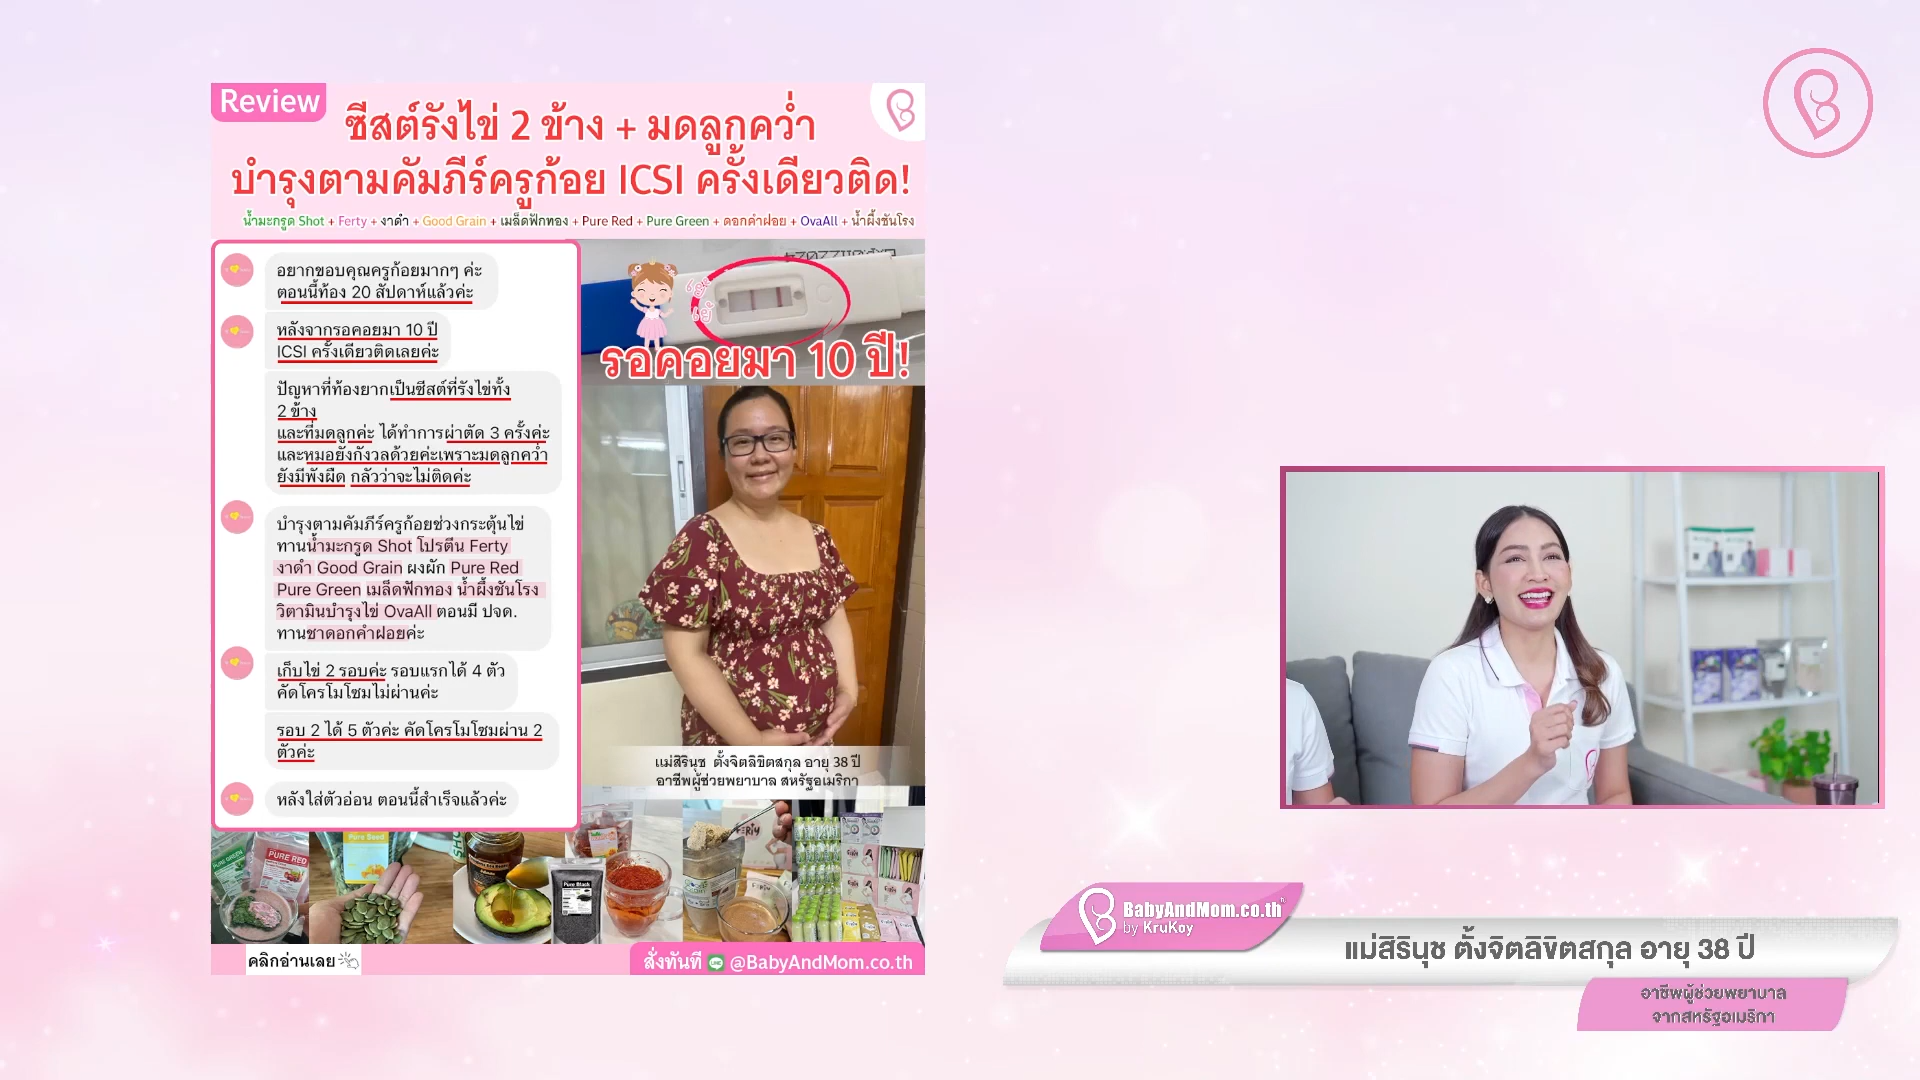 Review
ซีสต์รังไข่ 2 ข้าง + มดลูกคว่ำ
บำรุงตามคัมภีร์ครูก้อย ICSI ครั้งเดียวติด!
น้ำมะกรูด Shot + Ferty + งาดำ + Good Grain + เมล็ดฟักทอง + Pure Red + Pure Green + ดอกคำฝอย + OvaAll + น้ำผึ้งชันโรง
อยากขอบคุณครูก้อยมากๆ ค่ะ
ตอนนี้ท้อง 20 สัปดาห์แล้วค่ะ
หลังจากรอคอยมา 10 ปี
ICSI ครั้งเดียวติดเลยค่ะ
ปัญหาที่ท้องยากเป็นซีสต์ที่รังไข่ทั้ง
2 ข้าง
และที่มดลูกค่ะ ได้ทำการผ่าตัด 3 ครั้งค่ะ
และหมอยังกังวลด้วยค่ะเพราะมดลูกคว่ำ
ยังมีพังผืด กลัวว่าจะไม่ติดค่ะ
บำรุงตามคัมภีร์ครูก้อยช่วงกระตุ้นไข่
ทานน้ำมะกรูด Shot โปรตีน Ferty
งาดำ Good Grain ผงผัก Pure Red
Pure Green เมล็ดฟักทอง น้ำผึ้งชันโรง
วิตามินบำรุงไข่ OvaAll ตอนมี ปจด.
ทานชาดอกคำฝอยค่ะ
เก็บไข่ 2 รอบค่ะ รอบแรกได้ 4 ตัว
คัดโครโมโซมไม่ผ่านค่ะ
รอบ 2 ได้ 5 ตัวค่ะ คัดโครโมโซมผ่าน 2
ตัวค่ะ
หลังใส่ตัวอ่อน ตอนนี้สำเร็จแล้วค่ะ
รอคอยมา 10 ปี!
แม่สิรินุช ตั้งจิตลิขิตสกุล อายุ 38 ปี
อาชีพผู้ช่วยพยาบาล สหรัฐอเมริกา
PURE GREEN
PURE RED
Pure Seed
Pure Black
FERTY
คลิกอ่านเลย
สั่งทันที LINE @BabyAndMom.co.th
BabyAndMom.co.th
by KruKoy
แม่สิรินุช ตั้งจิตลิขิตสกุล อายุ 38 ปี
อาชีพผู้ช่วยพยาบาล
จากสหรัฐอเมริกา